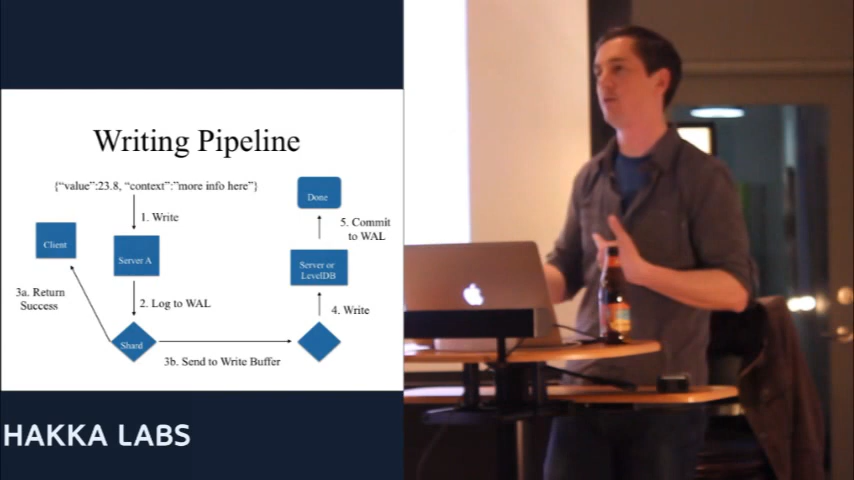 Writing Pipeline
{"value":23.8, "context":"more info here"}
1. Write
Done
5. Commit
to WAL
Client
Server A
Server or
LevelDB
3a. Return
Success
2. Log to WAL
4. Write
Shard
3b. Send to Write Buffer
HAKKA LABS